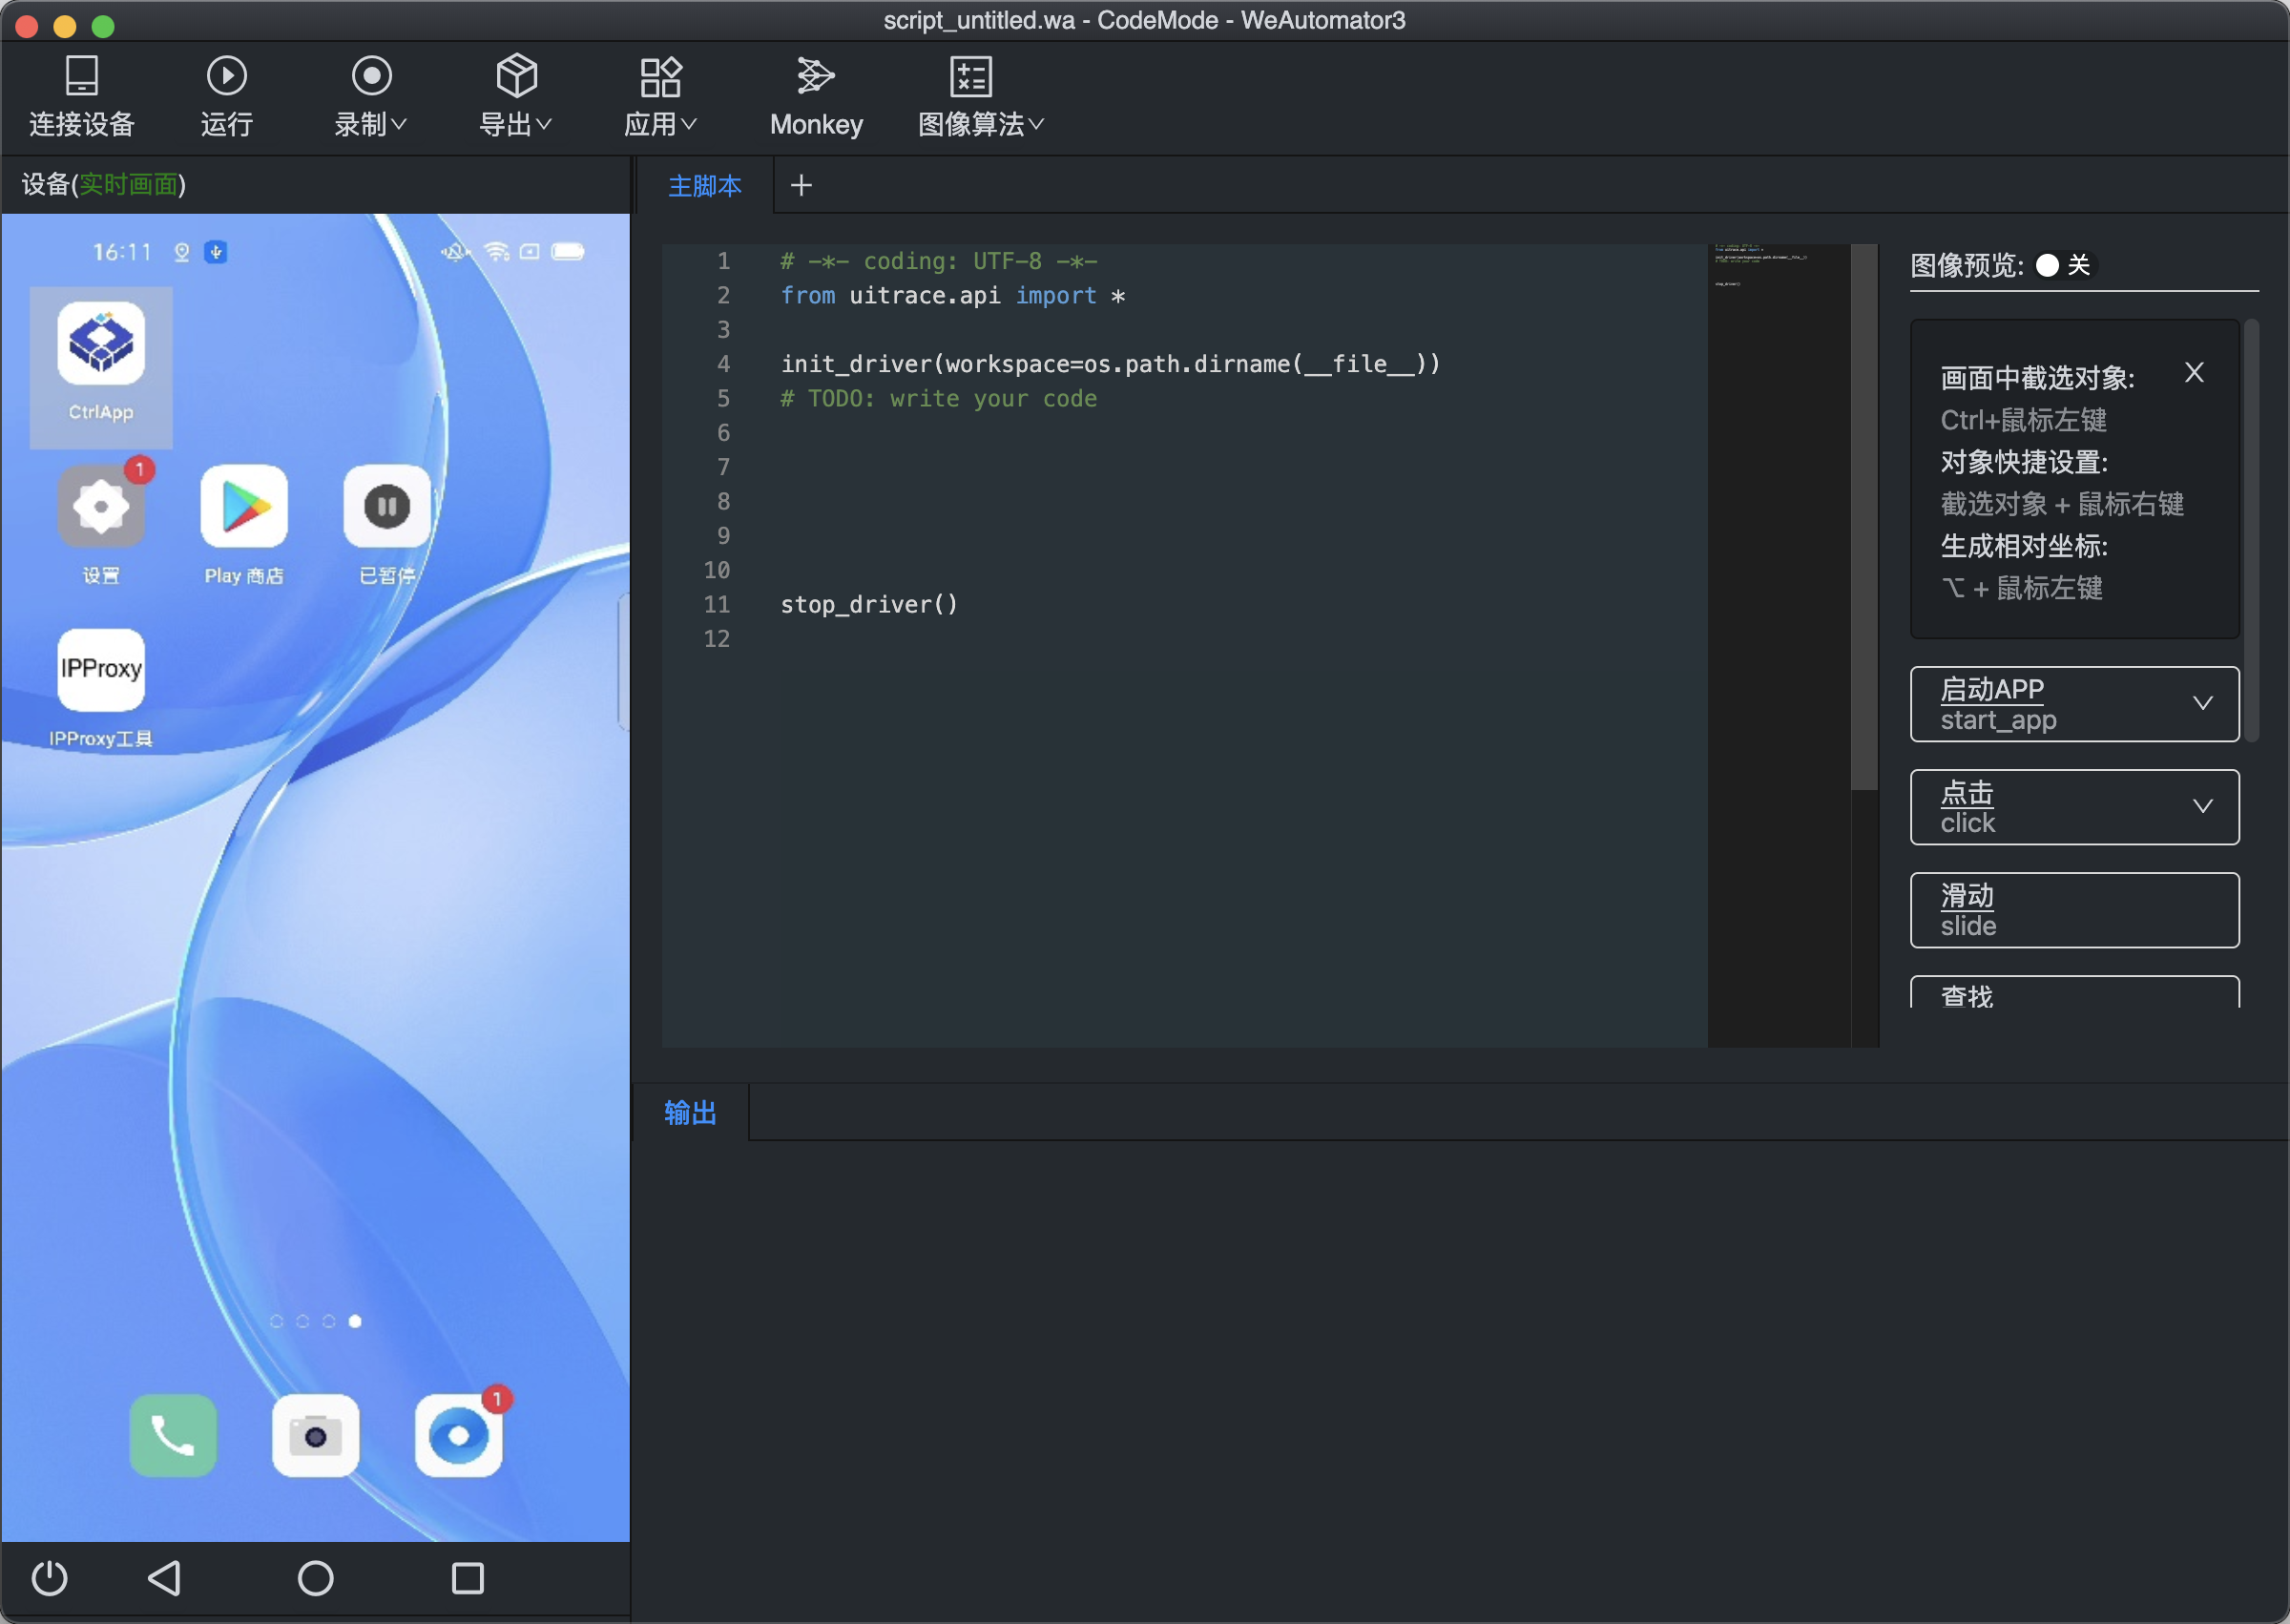 script_untitled.wa - CodeMode - WeAutomator3
连接设备
运行
录制
导出
应用
Monkey
图像算法
设备(实时画面)
16:11
CtrlApp
1
设置
Play 商店
已暂停
IPProxy
IPProxy工具
1
主脚本
1 # -*- coding: UTF-8 -*-
2 from uitrace.api import *
3
4 init_driver(workspace=os.path.dirname(__file__))
5 # TODO: write your code
6
7
8
9
10
11 stop_driver()
12
图像预览: 关
画面中截选对象:
Ctrl+鼠标左键
对象快捷设置:
截选对象 + 鼠标右键
生成相对坐标:
⌥ + 鼠标左键
启动APP
start_app
点击
click
滑动
slide
查找
输出